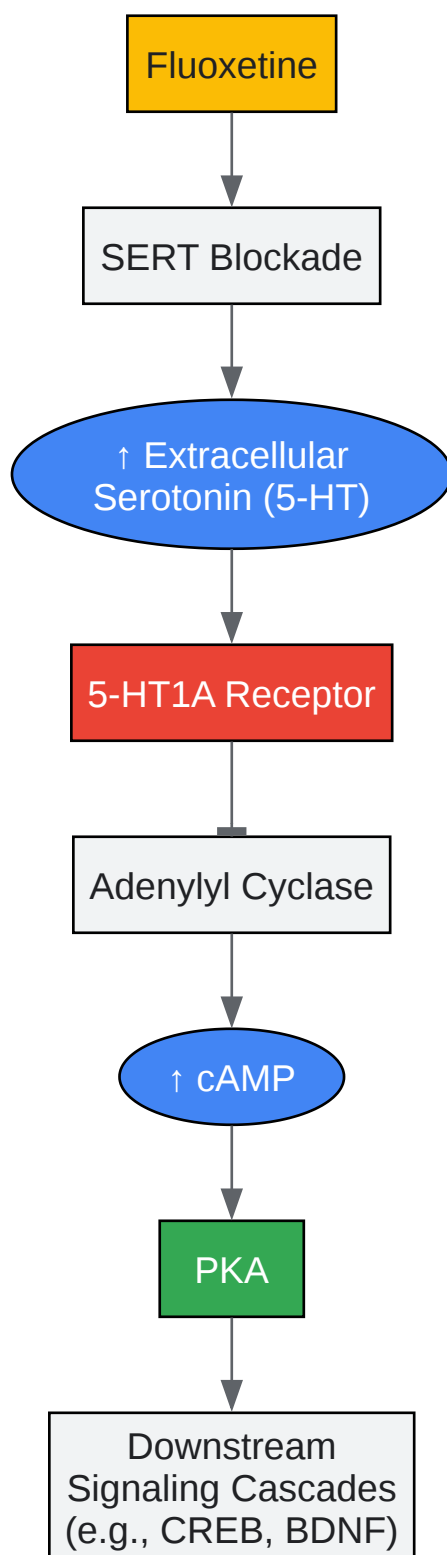 Fluoxetine
SERT Blockade
↑ Extracellular
Serotonin (5-HT)
5-HT1A Receptor
Adenylyl Cyclase
↑ cAMP
PKA
Downstream
Signaling Cascades
(e.g., CREB, BDNF)